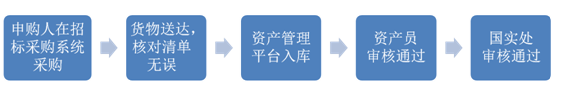 申购人在招
标采购系统
采购
货物送达，
核对清单
无误
资产管理
平台入库
资产员
审核通过
国实处
审核通过